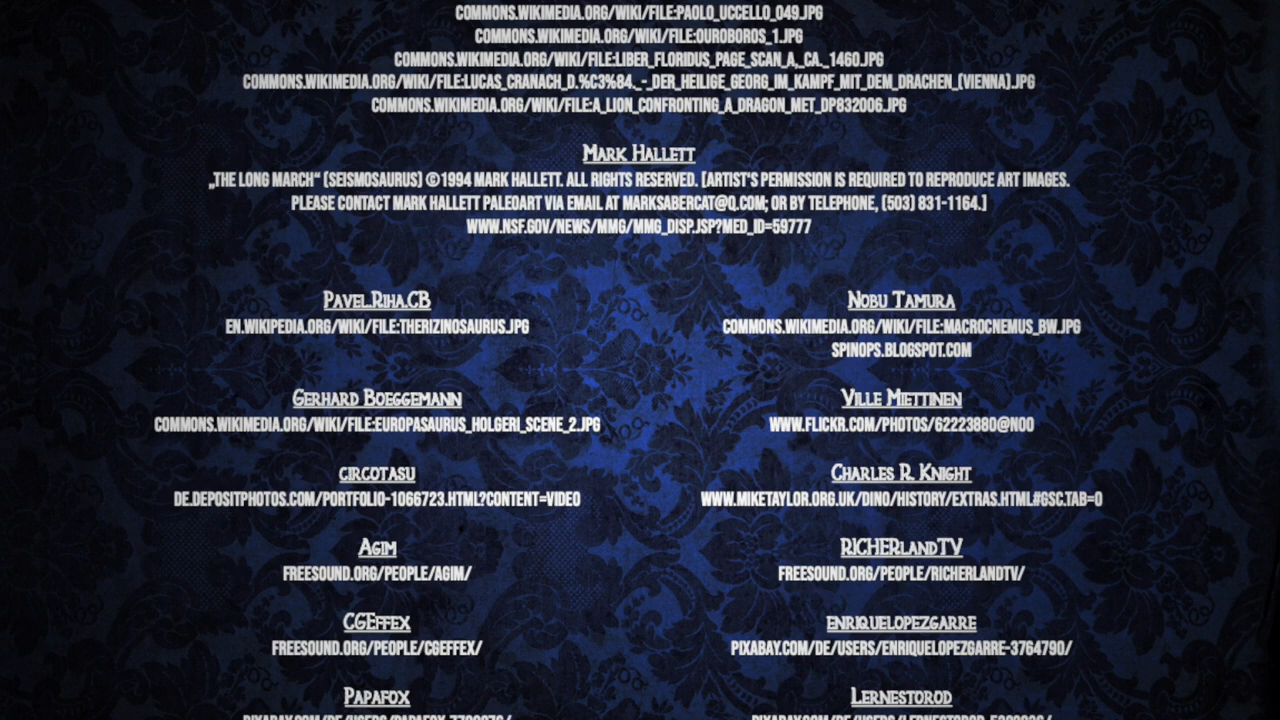 COMMONS.WIKIMEDIA.ORG/WIKI/FILE:PAOLO_UCCELLO_049.JPG
COMMONS.WIKIMEDIA.ORG/WIKI/FILE:OUROBOROS_1.JPG
COMMONS.WIKIMEDIA.ORG/WIKI/FILE:LIBER_FLORIDUS_PAGE_SCAN_A,_CA._1460.JPG
COMMONS.WIKIMEDIA.ORG/WIKI/FILE:LUCAS_CRANACH_D.%C3%84._-_DER_HEILIGE_GEORG_IM_KAMPF_MIT_DEM_DRACHEN_(VIENNA).JPG
COMMONS.WIKIMEDIA.ORG/WIKI/FILE:A_LION_CONFRONTING_A_DRAGON_MET_DP832006.JPG
Mark Hallett
„THE LONG MARCH“ (SEISMOSAURUS) ©1994 MARK HALLETT. ALL RIGHTS RESERVED. [ARTIST'S PERMISSION IS REQUIRED TO REPRODUCE ART IMAGES.
PLEASE CONTACT MARK HALLETT PALEOART VIA EMAIL AT MARKSABERCAT@Q.COM; OR BY TELEPHONE, (503) 831-1164.]
WWW.NSF.GOV/NEWS/MMG/MMG_DISP.JSP?MED_ID=59777
Pavel.Riha.CB
EN.WIKIPEDIA.ORG/WIKI/FILE:THERIZINOSAURUS.JPG
Nobu Tamura
COMMONS.WIKIMEDIA.ORG/WIKI/FILE:MACROCNEMUS_BW.JPG
SPINOPS.BLOGSPOT.COM
Gerhard Boeggemann
COMMONS.WIKIMEDIA.ORG/WIKI/FILE:EUROPASAURUS_HOLGERI_SCENE_2.JPG
Ville Miettinen
WWW.FLICKR.COM/PHOTOS/62223880@N00
circotasu
DE.DEPOSITPHOTOS.COM/PORTFOLIO-1066723.HTML?CONTENT=VIDEO
Charles R. Knight
WWW.MIKETAYLOR.ORG.UK/DINO/HISTORY/EXTRAS.HTML#GSC.TAB=0
Agim
FREESOUND.ORG/PEOPLE/AGIM/
RICHERlandTV
FREESOUND.ORG/PEOPLE/RICHERLANDTV/
CGEffex
FREESOUND.ORG/PEOPLE/CGEFFEX/
enriquelopezgarre
PIXABAY.COM/DE/USERS/ENRIQUELOPEZGARRE-3764790/
Papafox
Lernestorod